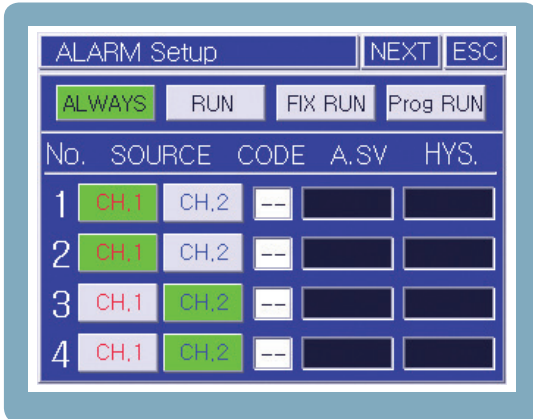 ALARM Setup NEXT ESC
ALWAYS RUN FIX RUN Prog RUN
No. SOURCE CODE A.SV HYS.
1 CH.1 CH.2 --
2 CH.1 CH.2 --
3 CH.1 CH.2 --
4 CH.1 CH.2 --